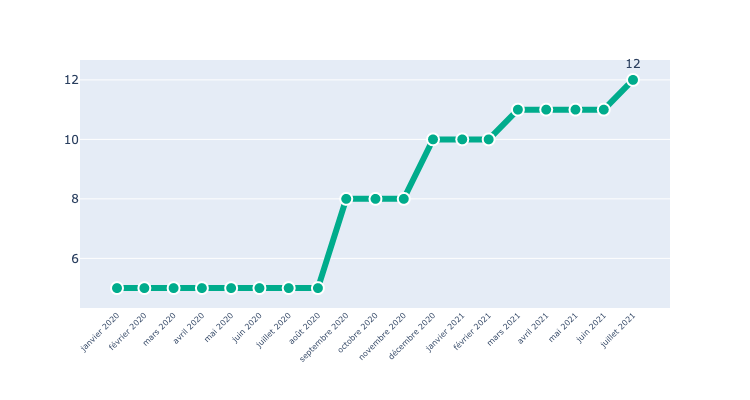 12
12
10
8
6
janvier 2020
février 2020
mars 2020
avril 2020
mai 2020
juin 2020
juillet 2020
août 2020
septembre 2020
octobre 2020
novembre 2020
décembre 2020
janvier 2021
février 2021
mars 2021
avril 2021
mai 2021
juin 2021
juillet 2021